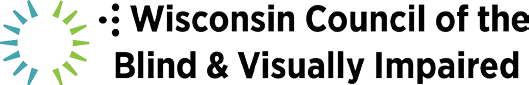 Wisconsin Council of the
Blind & Visually Impaired